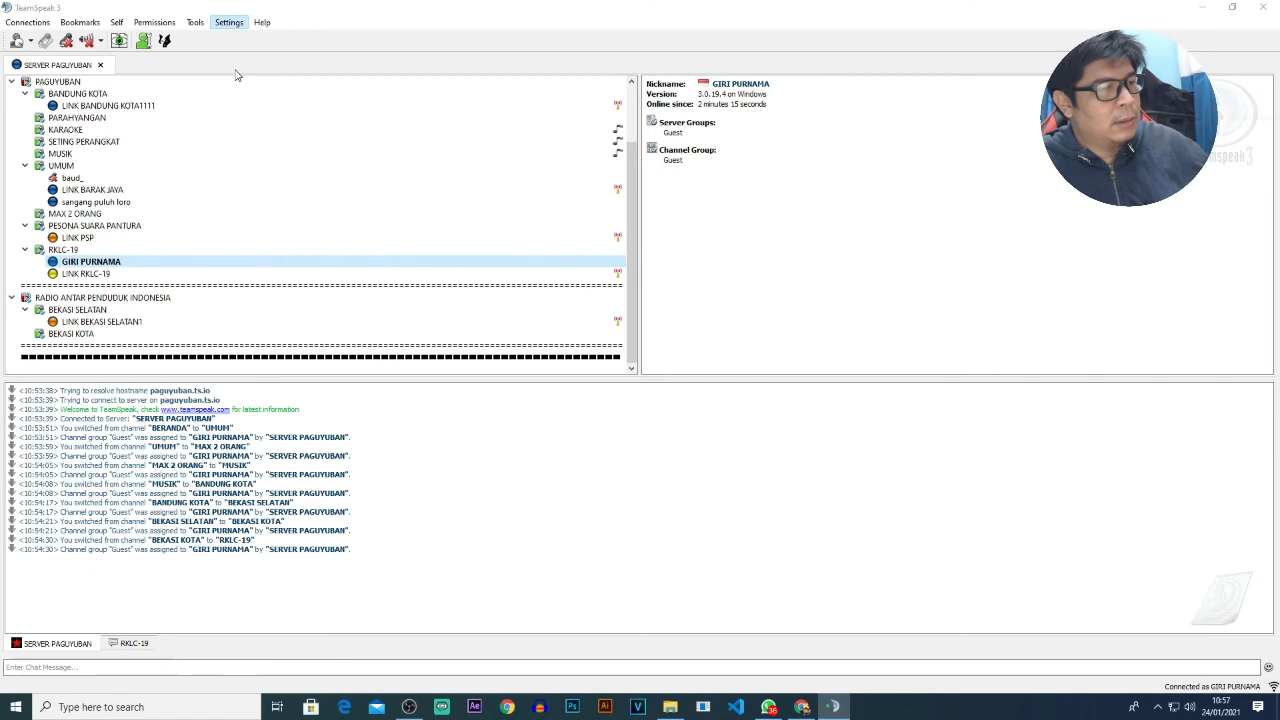 TeamSpeak 3
Connections Bookmarks Self Permissions Tools Settings Help
SERVER PAGUYUBAN
PAGUYUBAN
BANDUNG KOTA
LINK BANDUNG KOTA1111
PARAHYANGAN
KARAOKE
SETING PERANGKAT
MUSIK
UMUM
baud_
LINK BARAK JAYA
sangang puluh loro
MAX 2 ORANG
PESONA SUARA PANTURA
LINK PSP
RKLC-19
GIRI PURNAMA
LINK RKLC-19
RADIO ANTAR PENDUDUK INDONESIA
BEKASI SELATAN
LINK BEKASI SELATAN1
BEKASI KOTA
Nickname: GIRI PURNAMA
Version: 3.0.19.4 on Windows
Online since: 2 minutes 15 seconds
Server Groups:
Guest
Channel Group:
Guest
<10:53:38> Trying to resolve hostname paguyuban.ts.io
<10:53:39> Trying to connect to server on paguyuban.ts.io
<10:53:39> Welcome to TeamSpeak, check www.teamspeak.com for latest information
<10:53:39> Connected to Server: "SERVER PAGUYUBAN"
<10:53:51> You switched from channel "BERANDA" to "UMUM"
<10:53:51> Channel group "Guest" was assigned to "GIRI PURNAMA" by "SERVER PAGUYUBAN".
<10:53:59> You switched from channel "UMUM" to "MAX 2 ORANG"
<10:53:59> Channel group "Guest" was assigned to "GIRI PURNAMA" by "SERVER PAGUYUBAN".
<10:54:05> You switched from channel "MAX 2 ORANG" to "MUSIK"
<10:54:05> Channel group "Guest" was assigned to "GIRI PURNAMA" by "SERVER PAGUYUBAN".
<10:54:08> You switched from channel "MUSIK" to "BANDUNG KOTA"
<10:54:08> Channel group "Guest" was assigned to "GIRI PURNAMA" by "SERVER PAGUYUBAN".
<10:54:17> You switched from channel "BANDUNG KOTA" to "BEKASI SELATAN"
<10:54:17> Channel group "Guest" was assigned to "GIRI PURNAMA" by "SERVER PAGUYUBAN".
<10:54:21> You switched from channel "BEKASI SELATAN" to "BEKASI KOTA"
<10:54:21> Channel group "Guest" was assigned to "GIRI PURNAMA" by "SERVER PAGUYUBAN".
<10:54:30> You switched from channel "BEKASI KOTA" to "RKLC-19"
<10:54:30> Channel group "Guest" was assigned to "GIRI PURNAMA" by "SERVER PAGUYUBAN".
SERVER PAGUYUBAN RKLC-19
Enter Chat Message...
Connected as GIRI PURNAMA
Type here to search
Ae
Ps
Ai
V
36
10:57
24/01/2021